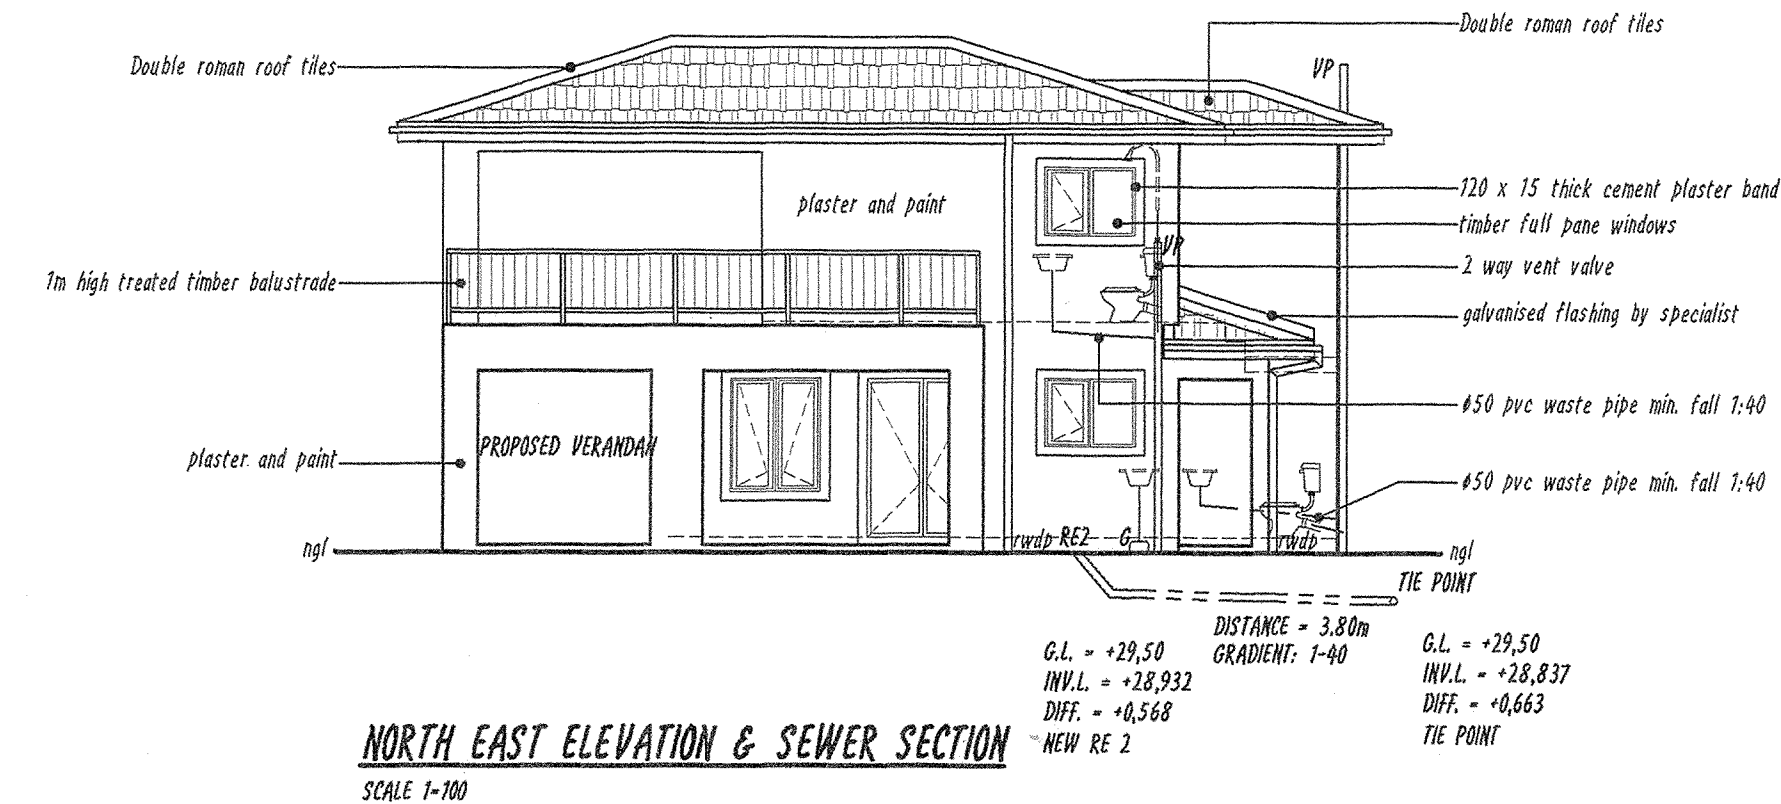 Double roman roof tiles
Double roman roof tiles
VP
120 x 15 thick cement plaster band
plaster and paint
timber full pane windows
VP
2 way vent valve
1m high treated timber balustrade
galvanised flashing by specialist
ø50 pvc waste pipe min. fall 1:40
PROPOSED VERANDAH
plaster and paint
ø50 pvc waste pipe min. fall 1:40
ngl
rwdp RE2 G
rwdp
ngl
TIE POINT
DISTANCE = 3.80m
GRADIENT: 1-40
G.L. = +29,50
INV.L. = +28,932
DIFF. = +0,568
NEW RE 2
G.L. = +29,50
INV.L. = +28,837
DIFF. = +0,663
TIE POINT
NORTH EAST ELEVATION & SEWER SECTION
SCALE 1=100